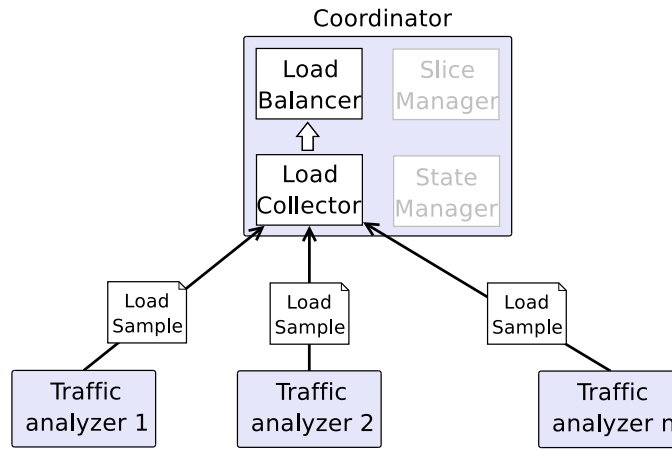 Coordinator
Load
Balancer
Slice
Manager
Load
Collector
State
Manager
Load
Sample
Load
Sample
Load
Sample
Traffic
analyzer 1
Traffic
analyzer 2
Traffic
analyzer n